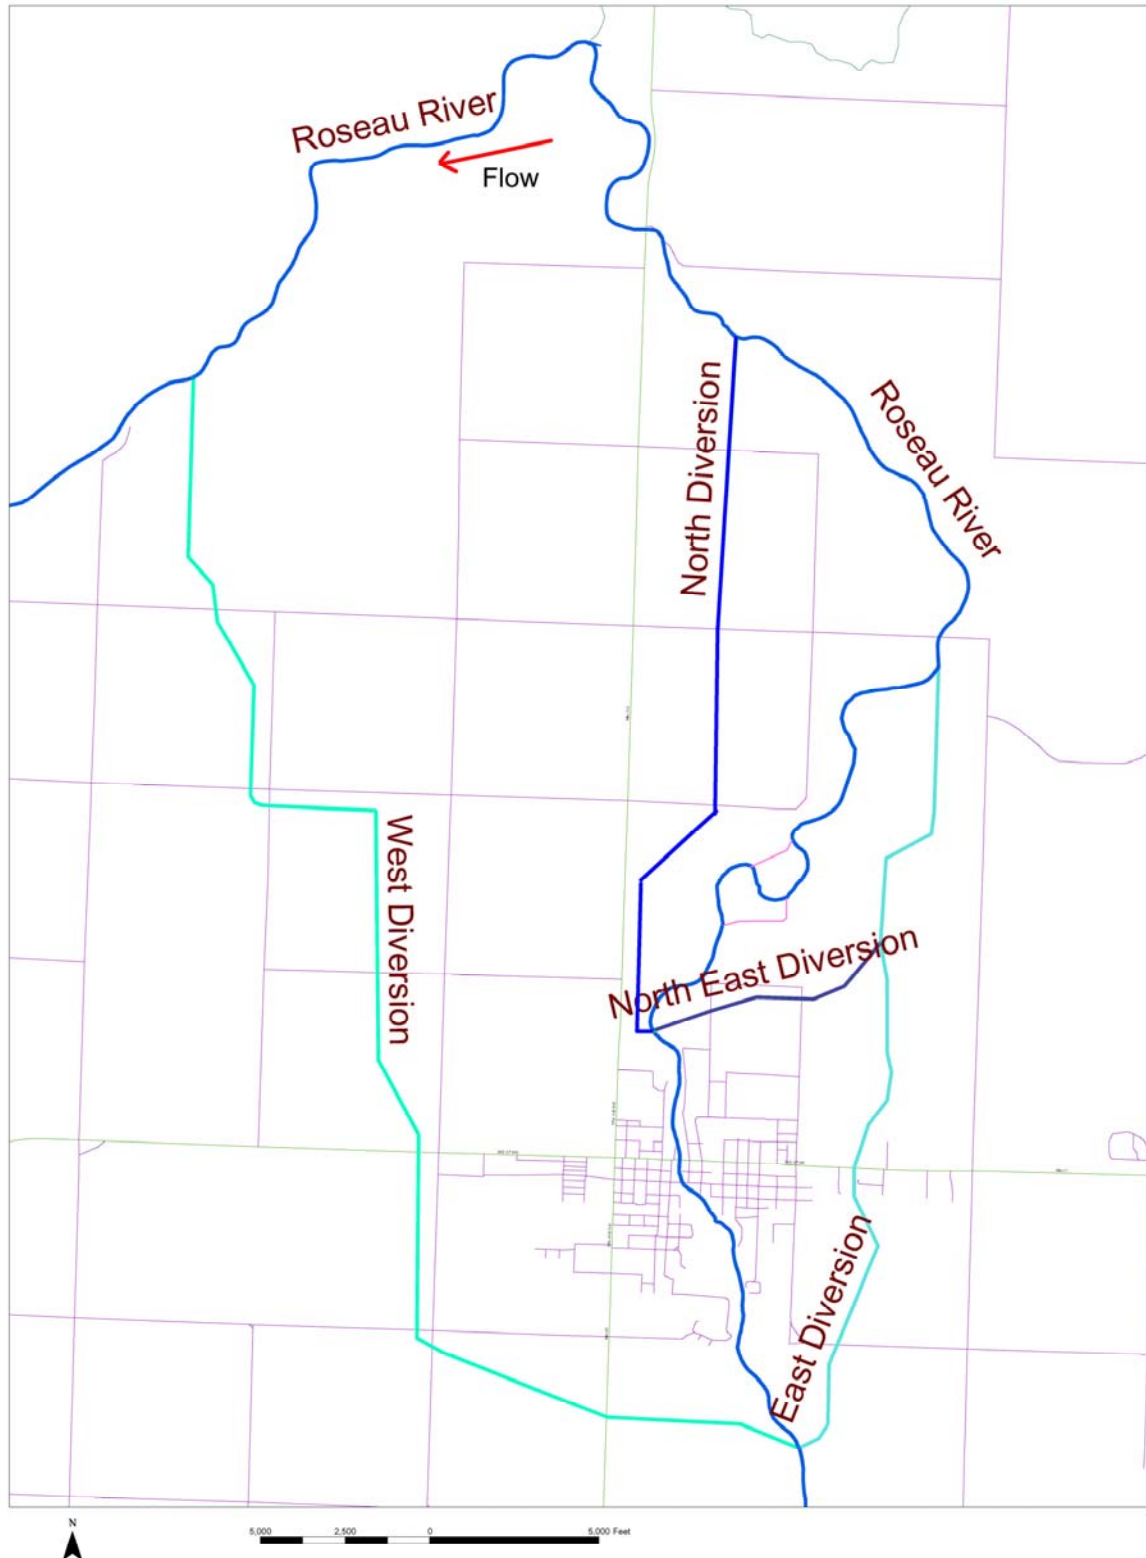 Roseau River
Flow
North Diversion
Roseau River
West Diversion
North East Diversion
East Diversion
N
5,000 2,500 0 5,000 Feet